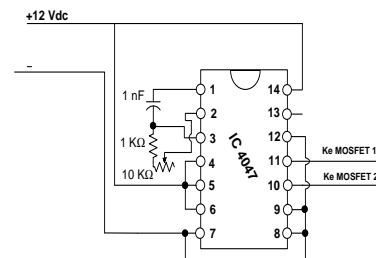 +12 Vdc
–
1 nF
1 KΩ
10 KΩ
1
2
3
4
5
6
7
IC 4047
14
13
12
11
10
9
8
Ke MOSFET 1
Ke MOSFET 2